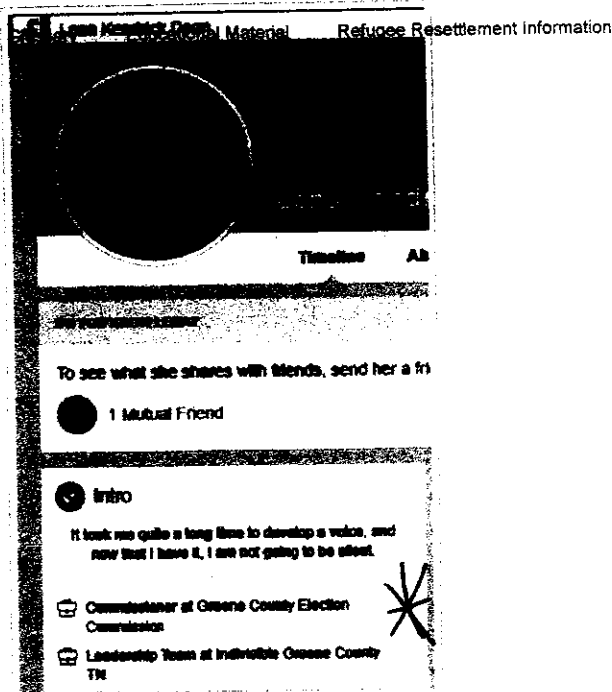 Material Refugee Resettlement Information
Timeline
To see what she shares with friends, send her a fri
1 Mutual Friend
Intro
It took me quite a long time to develop a voice, and
now that I have it, I am not going to be silent.
Commissioner at Greene County Election
Commission
Leadership Team at Indivisible Greene County
TN